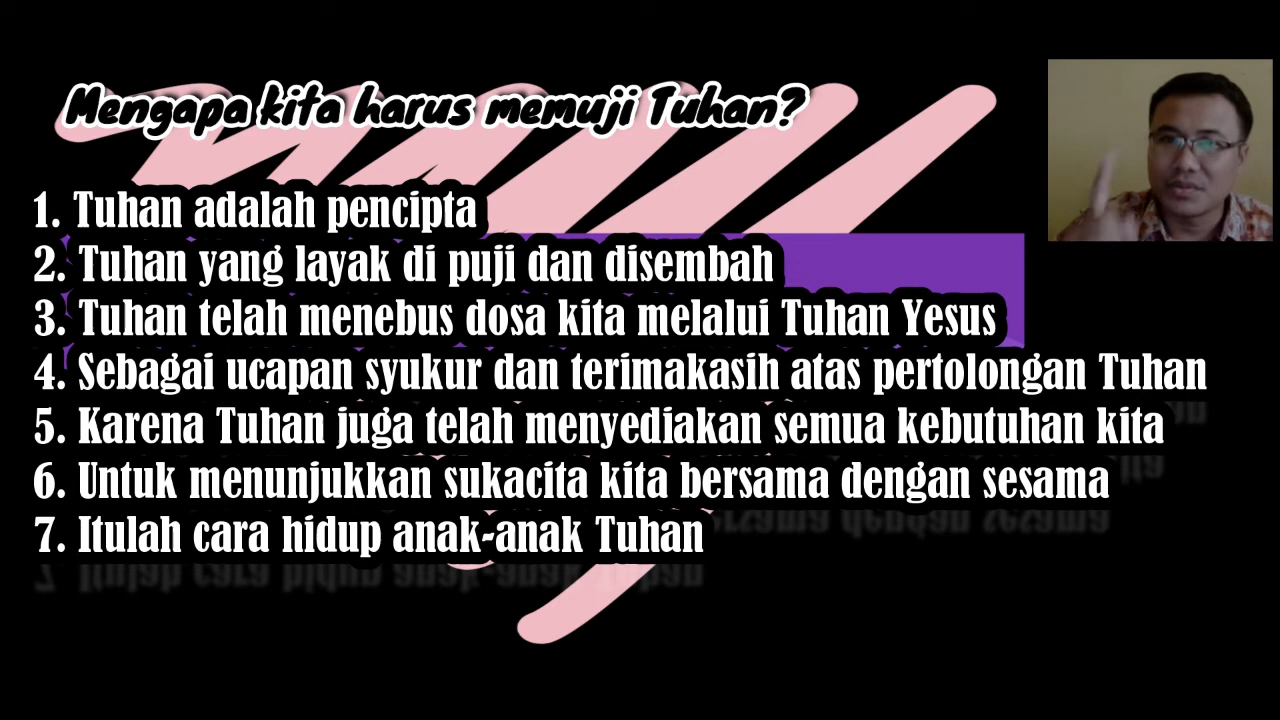 Mengapa kita harus memuji Tuhan?
1. Tuhan adalah pencipta
2. Tuhan yang layak di puji dan disembah
3. Tuhan telah menebus dosa kita melalui Tuhan Yesus
4. Sebagai ucapan syukur dan terimakasih atas pertolongan Tuhan
5. Karena Tuhan juga telah menyediakan semua kebutuhan kita
6. Untuk menunjukkan sukacita kita bersama dengan sesama
7. Itulah cara hidup anak-anak Tuhan